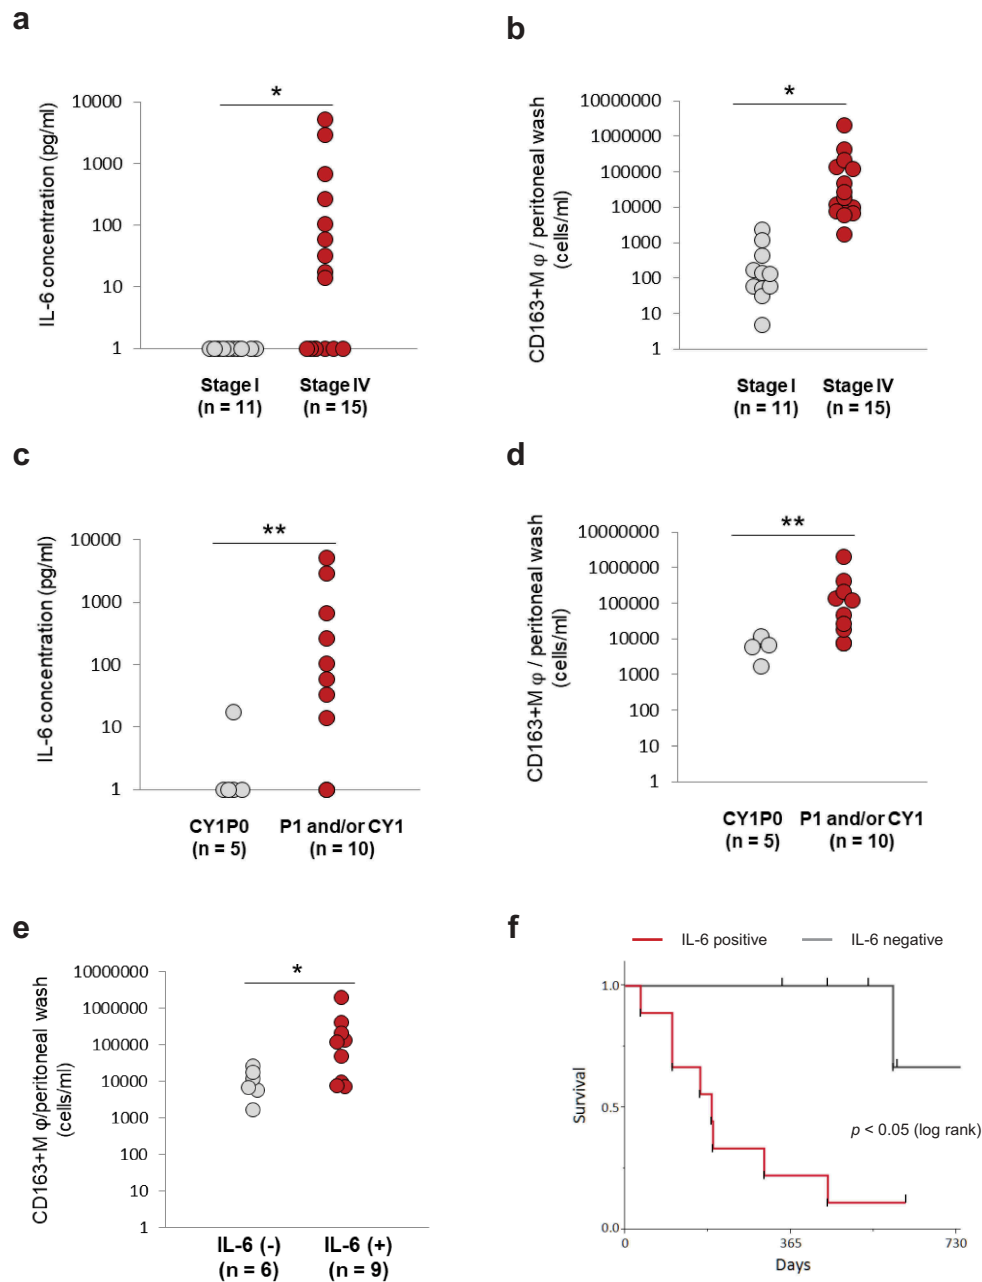 a
IL-6 concentration (pg/ml)
10000
1000
100
10
1
*
Stage I
(n = 11)
Stage IV
(n = 15)
b
CD163+M φ / peritoneal wash
(cells/ml)
10000000
1000000
100000
10000
1000
100
10
1
*
Stage I
(n = 11)
Stage IV
(n = 15)
c
IL-6 concentration (pg/ml)
10000
1000
100
10
1
**
CY1P0
(n = 5)
P1 and/or CY1
(n = 10)
d
CD163+M φ / peritoneal wash
(cells/ml)
10000000
1000000
100000
10000
1000
100
10
1
**
CY1P0
(n = 5)
P1 and/or CY1
(n = 10)
e
CD163+M φ/peritoneal wash
(cells/ml)
10000000
1000000
100000
10000
1000
100
10
1
*
IL-6 (-)
(n = 6)
IL-6 (+)
(n = 9)
f
IL-6 positive
IL-6 negative
Survival
1.0
0.5
0.0
p < 0.05 (log rank)
0
365
730
Days